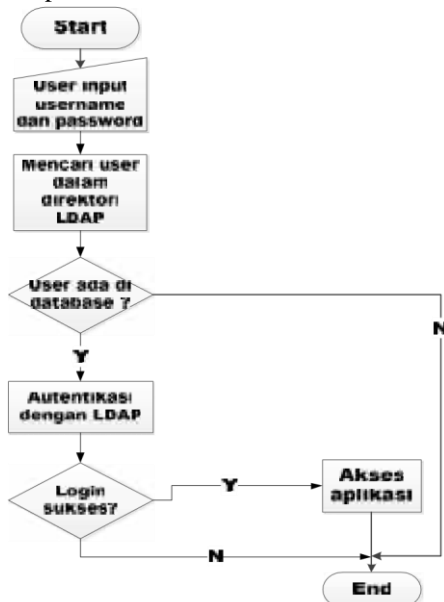 Start
User input
username
dan password
Mencari user
dalam
direktori
LDAP
User ada di
database ?
N
Y
Autentikasi
dengan LDAP
Login
sukses?
Y
Akses
aplikasi
N
End